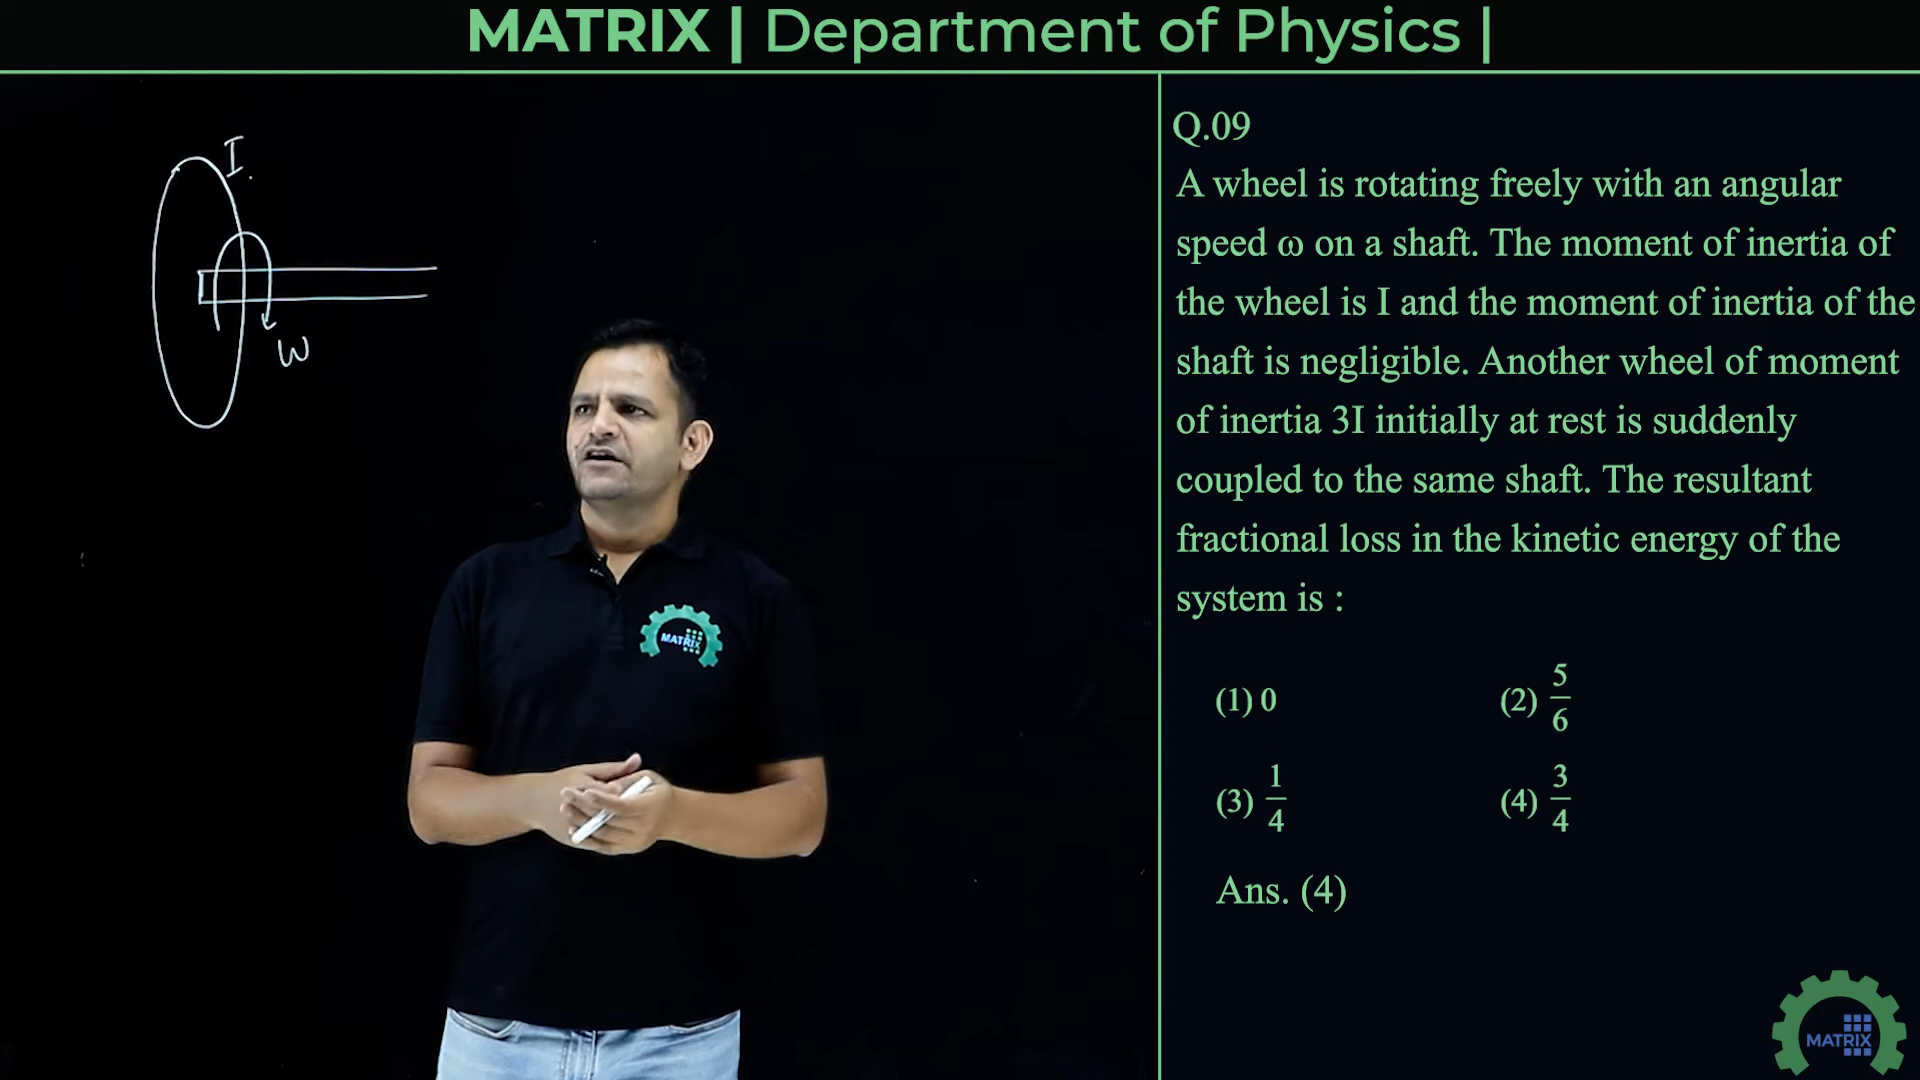 MATRIX | Department of Physics |
I.
ω
Q.09
A wheel is rotating freely with an angular
speed ω on a shaft. The moment of inertia of
the wheel is I and the moment of inertia of the
shaft is negligible. Another wheel of moment
of inertia 3I initially at rest is suddenly
coupled to the same shaft. The resultant
fractional loss in the kinetic energy of the
system is :
(1) 0 (2) 5/6
(3) 1/4 (4) 3/4
Ans. (4)
MATRIX
MATRIX